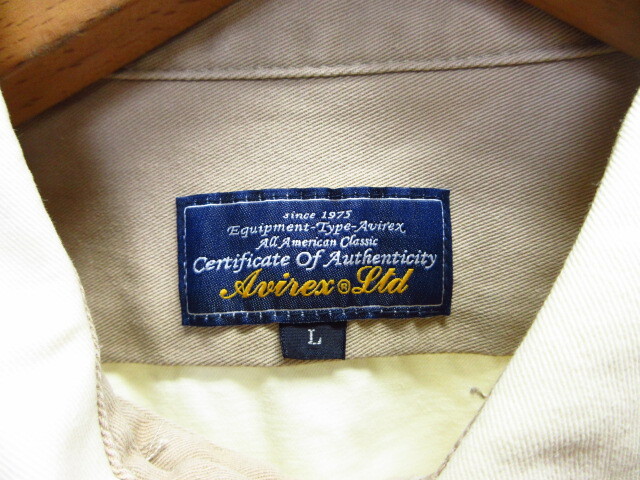 since 1975
Equipment-Type-Avirex
All American Classic
Certificate Of Authenticity
Avirex® Ltd
L